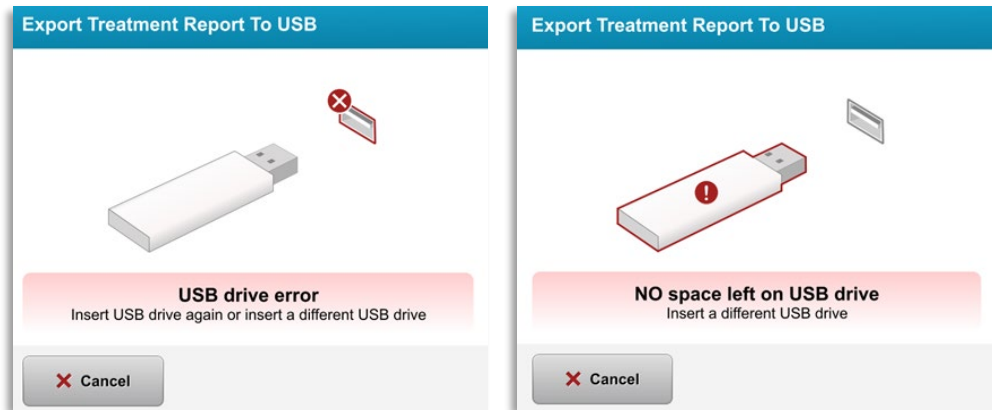 Export Treatment Report To USB
USB drive error
Insert USB drive again or insert a different USB drive
Cancel
Export Treatment Report To USB
NO space left on USB drive
Insert a different USB drive
Cancel